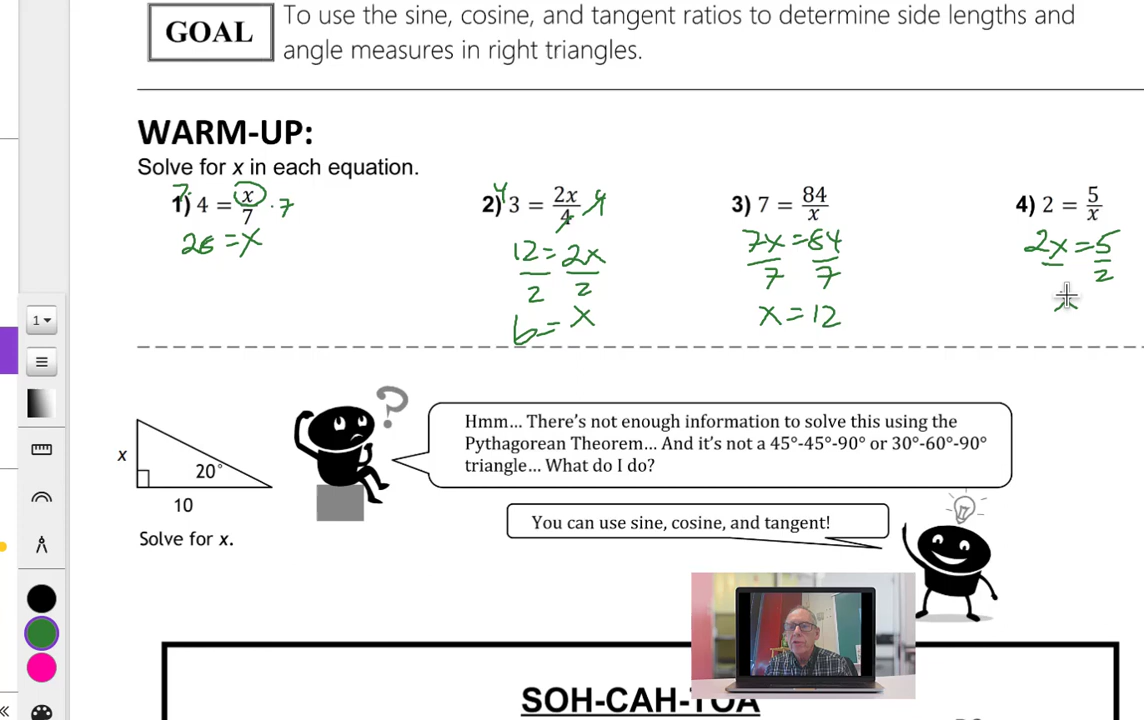 GOAL
To use the sine, cosine, and tangent ratios to determine side lengths and
angle measures in right triangles.
WARM-UP:
Solve for x in each equation.
7· 1) 4 = x/7 · 7
28 = x
4 2) 3 = 2x/4 · 4
12 = 2x
2 2
6 = x
3) 7 = 84/x
7x = 84
7 7
x = 12
4) 2 = 5/x
2x = 5
2
x
1
x
20°
10
Solve for x.
?
Hmm... There's not enough information to solve this using the
Pythagorean Theorem... And it's not a 45°-45°-90° or 30°-60°-90°
triangle... What do I do?
You can use sine, cosine, and tangent!
SOH-CAH-TOA